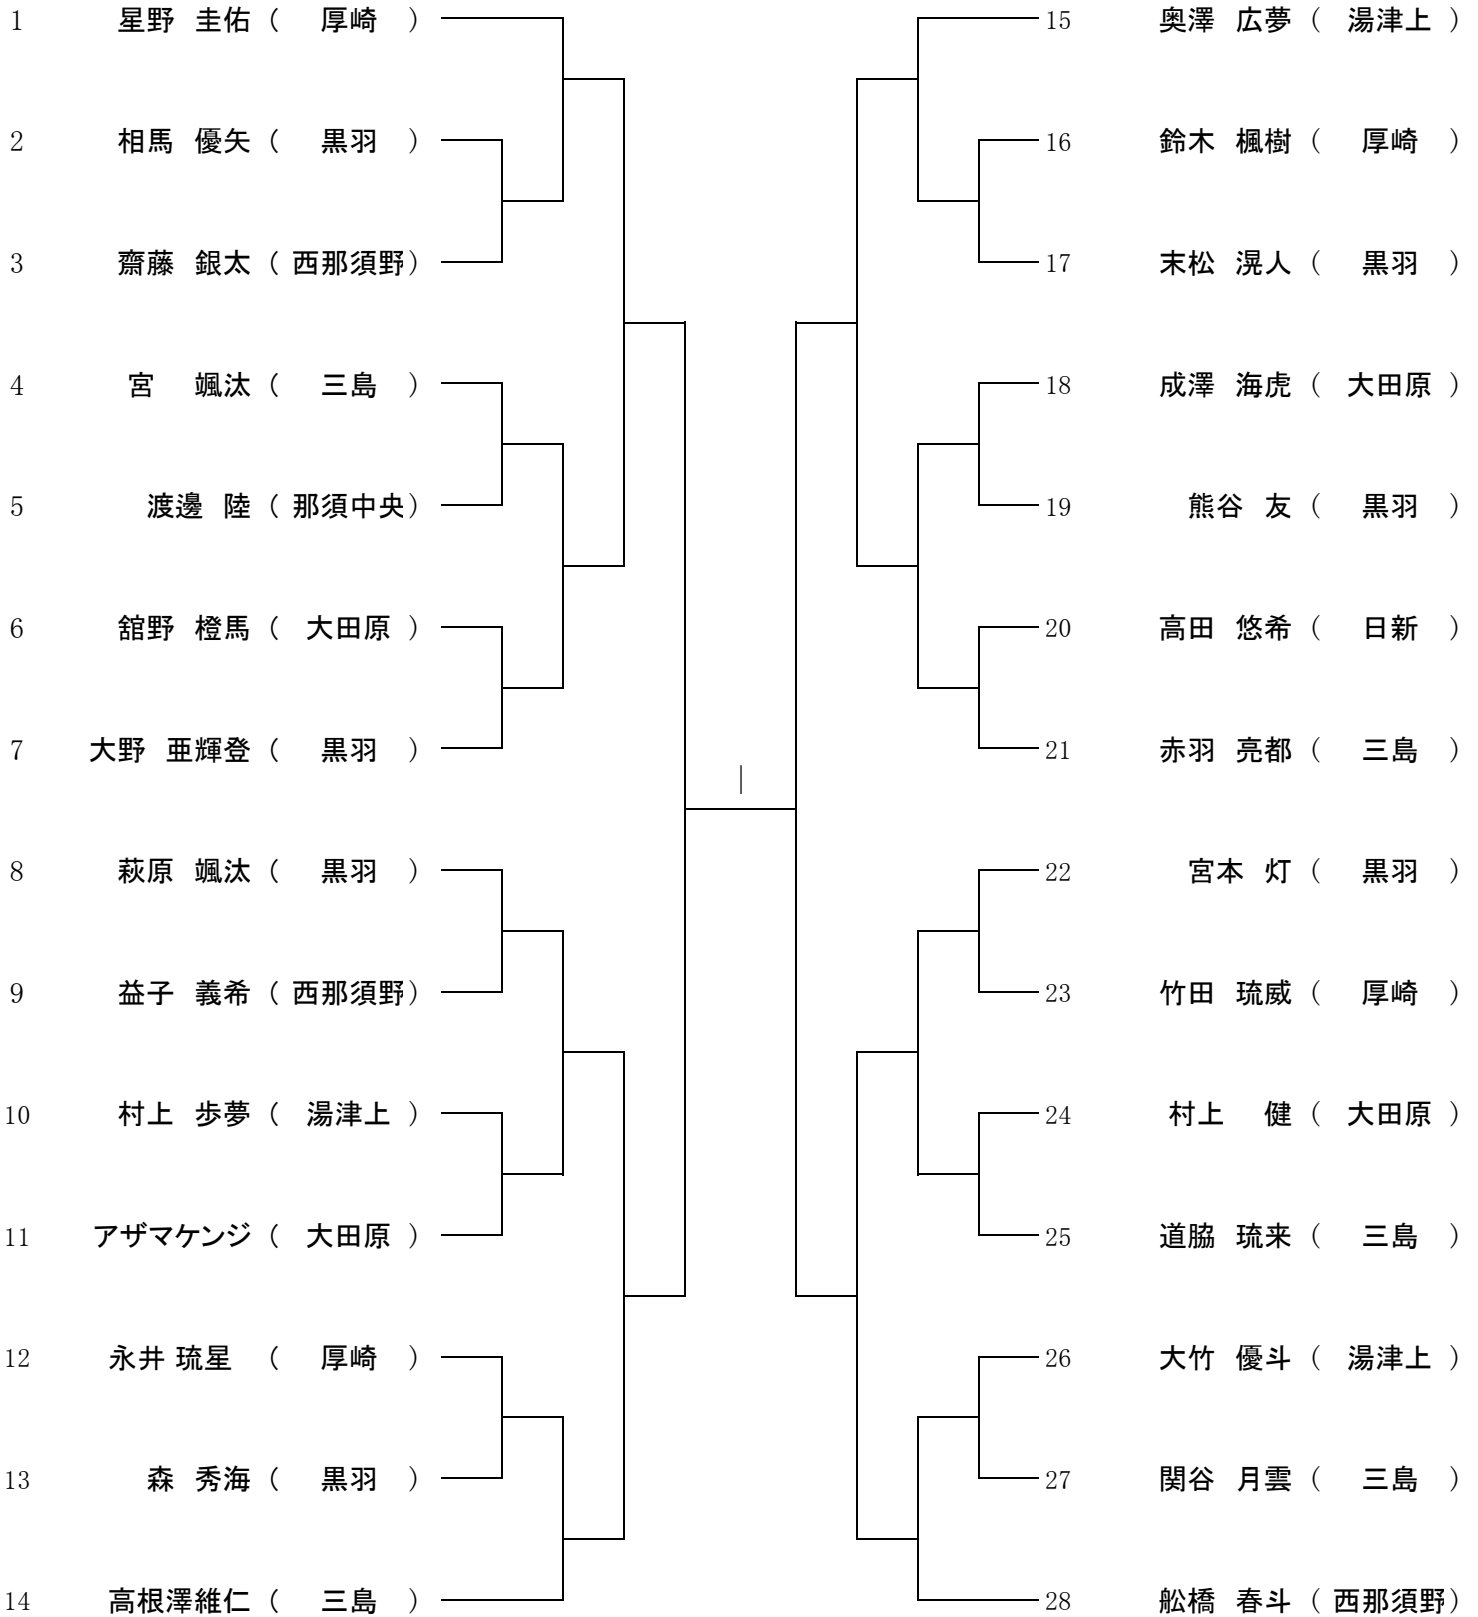 1 星野 圭佑 ( 厚崎 ) 15 奥澤 広夢 ( 湯津上 )
2 相馬 優矢 ( 黒羽 ) 16 鈴木 楓樹 ( 厚崎 )
3 齋藤 銀太 ( 西那須野 ) 17 末松 滉人 ( 黒羽 )
4 宮 颯汰 ( 三島 ) 18 成澤 海虎 ( 大田原 )
5 渡邊 陸 ( 那須中央 ) 19 熊谷 友 ( 黒羽 )
6 舘野 橙馬 ( 大田原 ) 20 高田 悠希 ( 日新 )
7 大野 亜輝登 ( 黒羽 ) 21 赤羽 亮都 ( 三島 )
8 萩原 颯汰 ( 黒羽 ) 22 宮本 灯 ( 黒羽 )
9 益子 義希 ( 西那須野 ) 23 竹田 琉威 ( 厚崎 )
10 村上 歩夢 ( 湯津上 ) 24 村上 健 ( 大田原 )
11 アザマケンジ ( 大田原 ) 25 道脇 琉来 ( 三島 )
12 永井 琉星 ( 厚崎 ) 26 大竹 優斗 ( 湯津上 )
13 森 秀海 ( 黒羽 ) 27 関谷 月雲 ( 三島 )
14 高根澤維仁 ( 三島 ) 28 舩橋 春斗 ( 西那須野 )